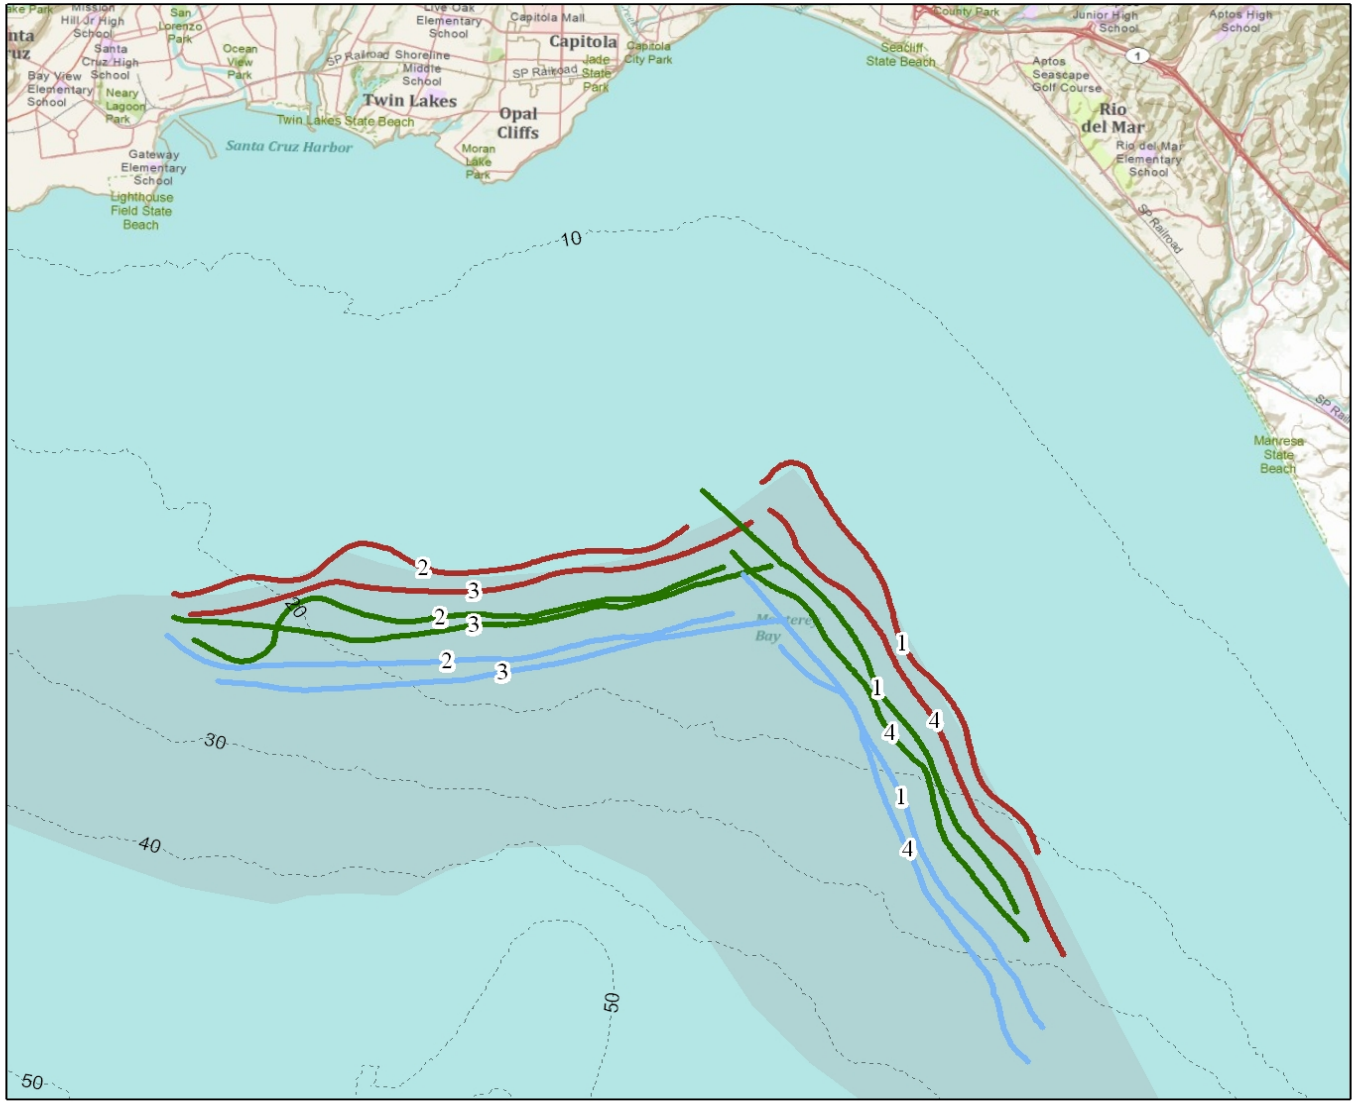 Mission
Hill Jr High
School
San
Lorenzo
Park
Live Oak
Elementary
School
Capitola Mall
County Park
Junior High
School
Aptos High
School
Santa
Cruz High
School
Ocean
View
Park
SP Railroad
Shoreline
Middle
School
Capitola
Capitola
City Park
Jade
State
Park
SP Railroad
Seacliff
State Beach
1
Aptos
Seascape
Golf Course
Bay View
Elementary
School
Neary
Lagoon
Park
Twin Lakes
Opal
Cliffs
Rio
del Mar
Twin Lakes State Beach
Santa Cruz Harbor
Moran
Lake
Park
Rio del Mar
Elementary
School
Gateway
Elementary
School
Lighthouse
Field State
Beach
SP Railroad
10
SP Rail
Manresa
State
Beach
2
3
20
2
3
Monterey
Bay
1
2
3
1
4
4
30
1
40
4
50
50